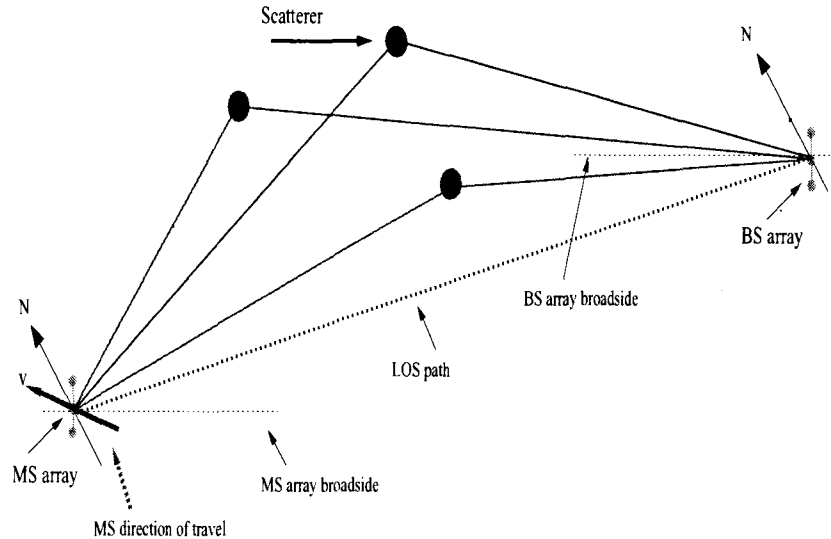 Scatterer
N
BS array
BS array broadside
N
LOS path
V
MS array
MS array broadside
MS direction of travel